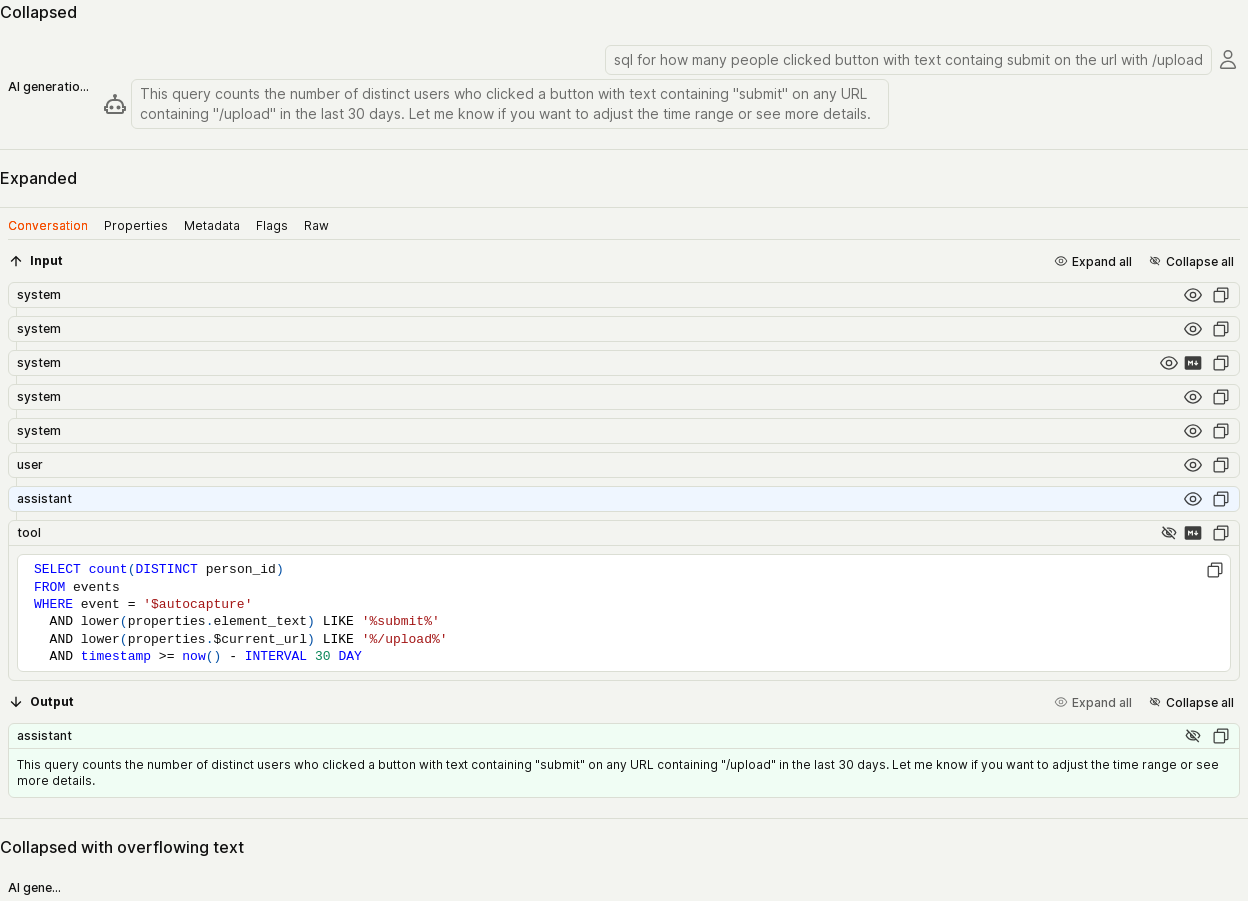 Collapsed
sql for how many people clicked button with text containg submit on the url with /upload
AI generatio...
This query counts the number of distinct users who clicked a button with text containing "submit" on any URL
containing "/upload" in the last 30 days. Let me know if you want to adjust the time range or see more details.
Expanded
Conversation Properties Metadata Flags Raw
Input Expand all Collapse all
system
system
system
system
system
user
assistant
tool
SELECT count(DISTINCT person_id)
FROM events
WHERE event = '$autocapture'
AND lower(properties.element_text) LIKE '%submit%'
AND lower(properties.$current_url) LIKE '%/upload%'
AND timestamp >= now() - INTERVAL 30 DAY
Output Expand all Collapse all
assistant
This query counts the number of distinct users who clicked a button with text containing "submit" on any URL containing "/upload" in the last 30 days. Let me know if you want to adjust the time range or see
more details.
Collapsed with overflowing text
AI gene...